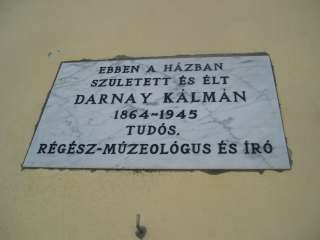 EBBEN A HÁZBAN
SZÜLETETT ÉS ÉLT
DARNAY KÁLMÁN
1864-1945
TUDÓS,
RÉGÉSZ-MÚZEOLÓGUS ÉS ÍRÓ